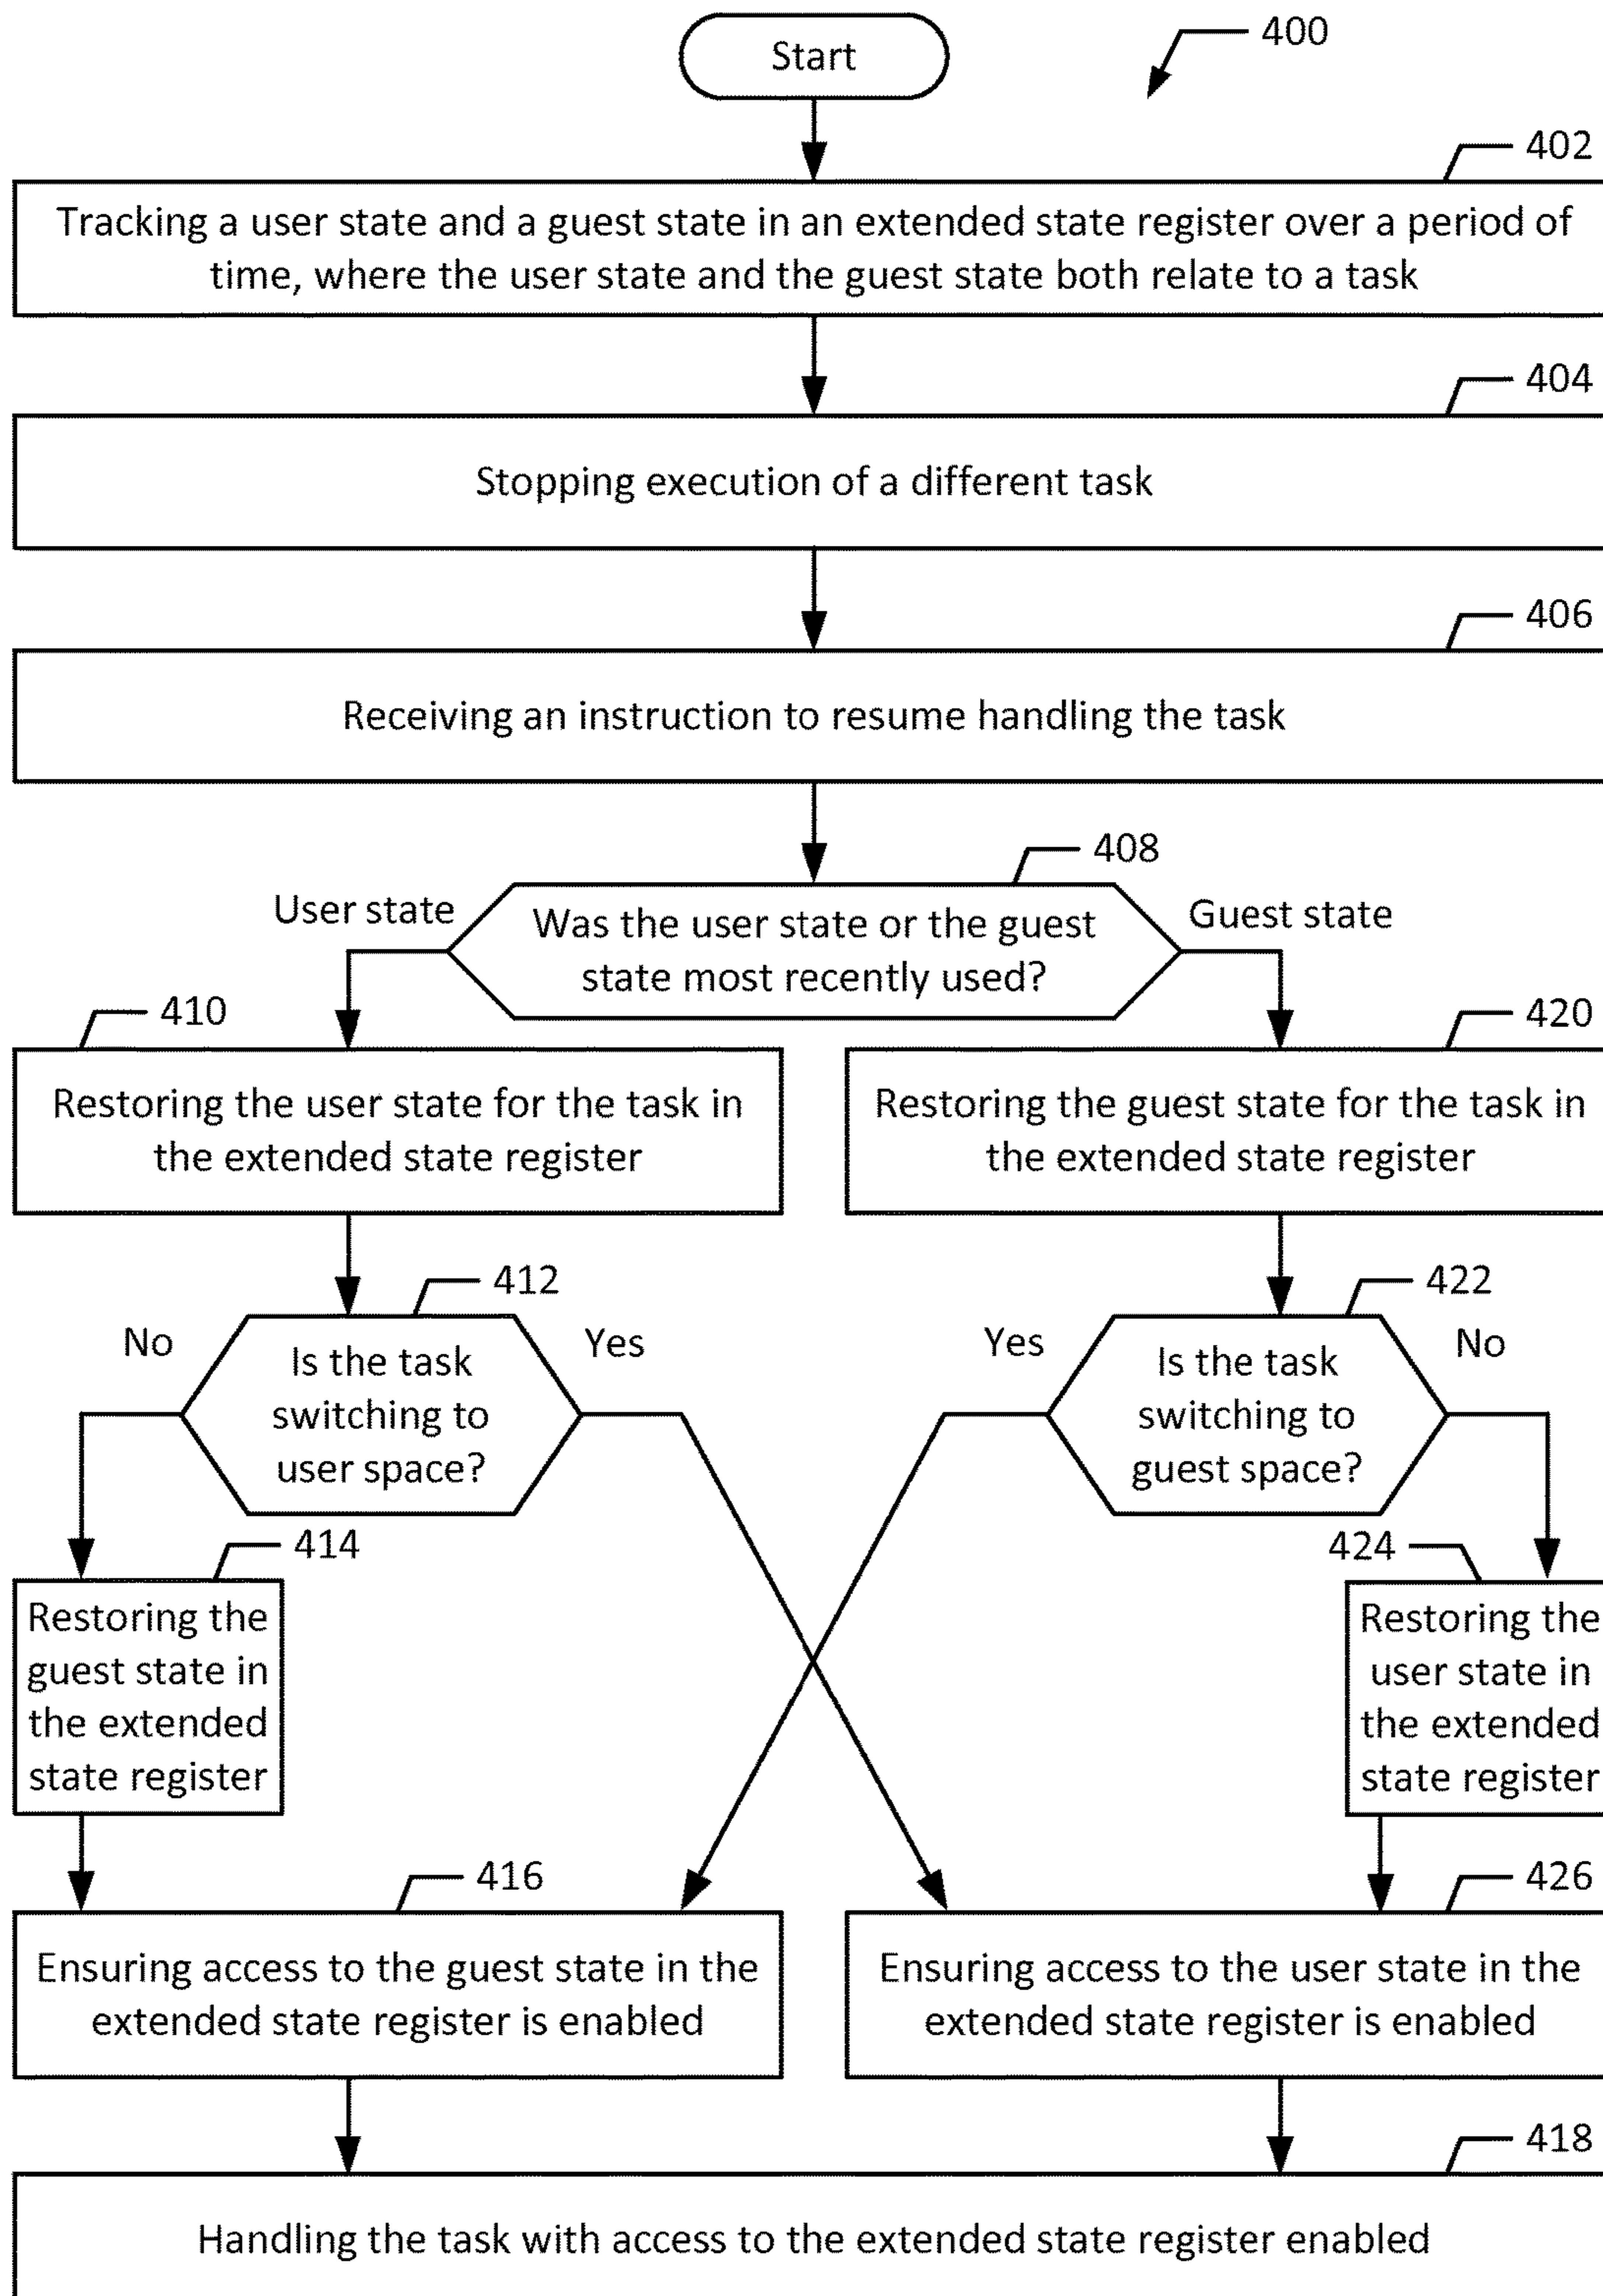 Start
400
402
Tracking a user state and a guest state in an extended state register over a period of
time, where the user state and the guest state both relate to a task
404
Stopping execution of a different task
406
Receiving an instruction to resume handling the task
408
User state
Was the user state or the guest
state most recently used?
Guest state
410
Restoring the user state for the task in
the extended state register
420
Restoring the guest state for the task in
the extended state register
412
No
Is the task
switching to
user space?
Yes
422
Yes
Is the task
switching to
guest space?
No
414
Restoring the
guest state in
the extended
state register
424
Restoring the
user state in
the extended
state register
416
Ensuring access to the guest state in the
extended state register is enabled
426
Ensuring access to the user state in the
extended state register is enabled
418
Handling the task with access to the extended state register enabled